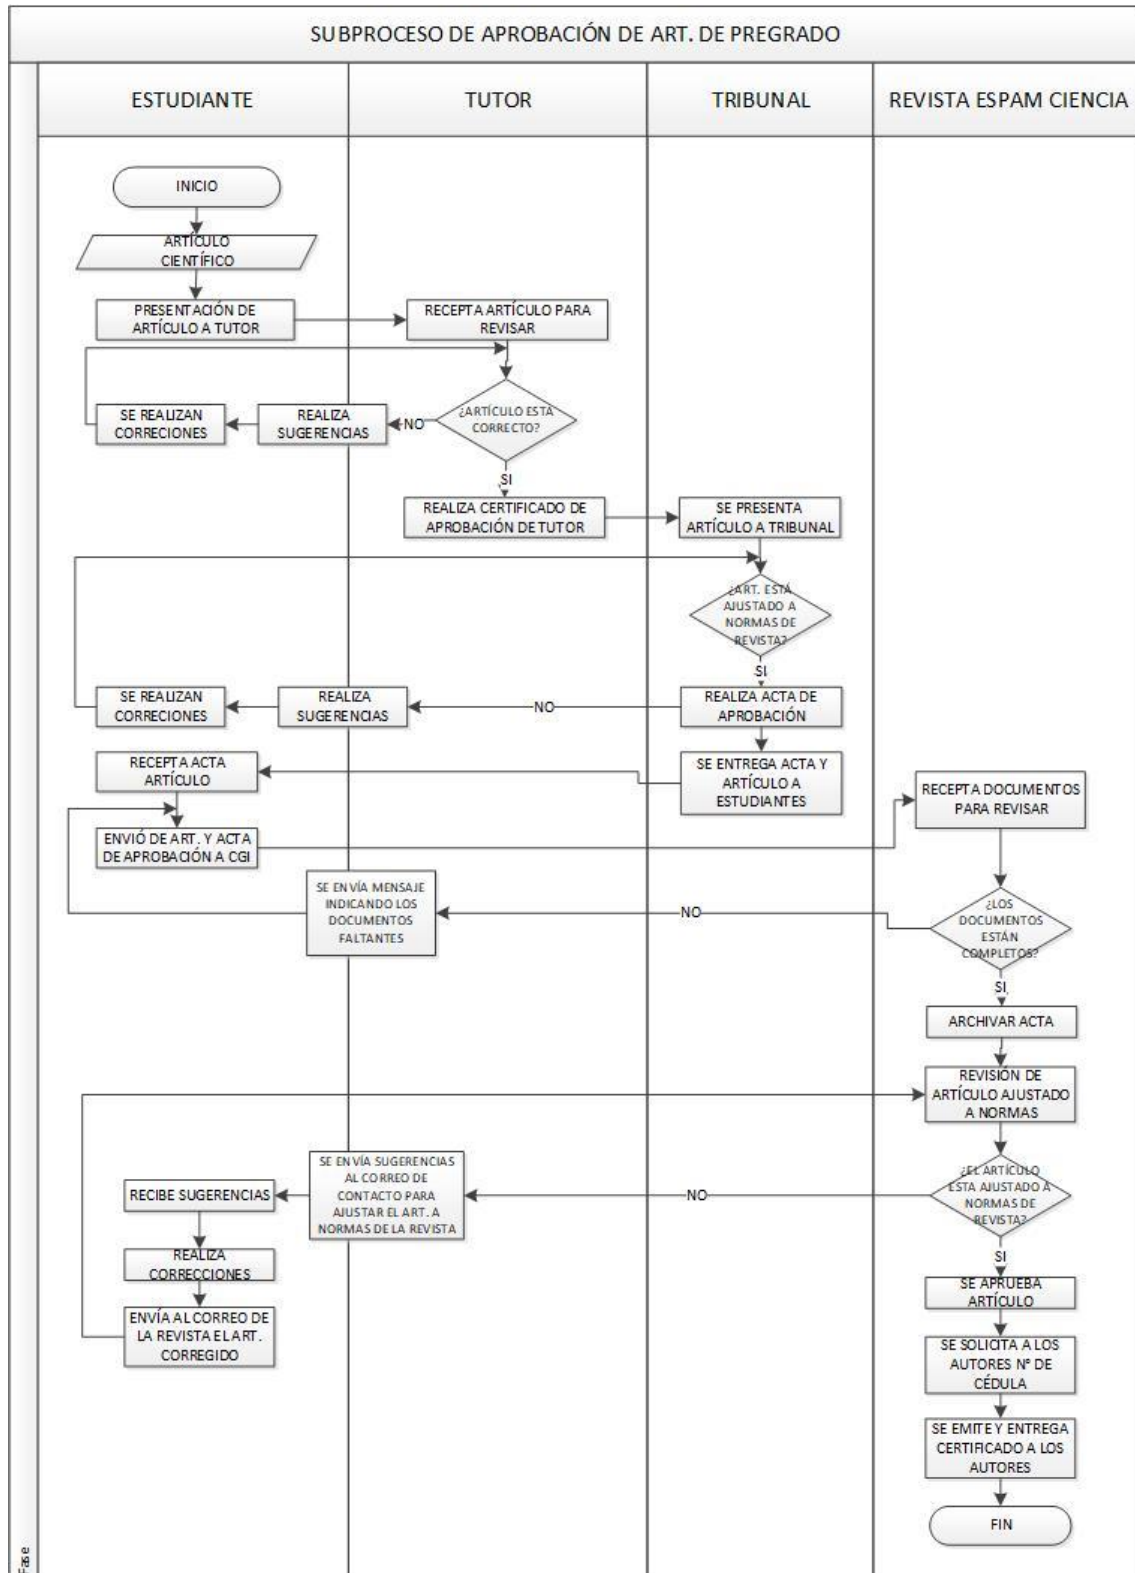 SUBPROCESO DE APROBACIÓN DE ART. DE PREGRADO
ESTUDIANTE
TUTOR
TRIBUNAL
REVISTA ESPAM CIENCIA
INICIO
ARTÍCULO
CIENTÍFICO
PRESENTACIÓN DE
ARTÍCULO A TUTOR
RECEPTA ARTÍCULO PARA
REVISAR
¿ARTÍCULO ESTÁ
CORRECTO?
NO
REALIZA
SUGERENCIAS
SE REALIZAN
CORRECIONES
SI
REALIZA CERTIFICADO DE
APROBACIÓN DE TUTOR
SE PRESENTA
ARTÍCULO A TRIBUNAL
¿ART. ESTÁ
AJUSTADO A
NORMAS DE
REVISTA?
SI
REALIZA ACTA DE
APROBACIÓN
NO
REALIZA
SUGERENCIAS
SE REALIZAN
CORRECIONES
SE ENTREGA ACTA Y
ARTÍCULO A
ESTUDIANTES
RECEPTA ACTA
ARTÍCULO
ENVIÓ DE ART. Y ACTA
DE APROBACIÓN A CGI
RECEPTA DOCUMENTOS
PARA REVISAR
¿LOS
DOCUMENTOS
ESTÁN
COMPLETOS?
NO
SE ENVÍA MENSAJE
INDICANDO LOS
DOCUMENTOS
FALTANTES
SI
ARCHIVAR ACTA
REVISIÓN DE
ARTÍCULO AJUSTADO
A NORMAS
¿EL ARTÍCULO
ESTA AJUSTADO A
NORMAS DE
REVISTA?
NO
SE ENVÍA SUGERENCIAS
AL CORREO DE
CONTACTO PARA
AJUSTAR EL ART. A
NORMAS DE LA REVISTA
RECIBE SUGERENCIAS
REALIZA
CORRECCIONES
ENVÍA AL CORREO DE
LA REVISTA EL ART.
CORREGIDO
SI
SE APRUEBA
ARTÍCULO
SE SOLICITA A LOS
AUTORES N° DE
CÉDULA
SE EMITE Y ENTREGA
CERTIFICADO A LOS
AUTORES
FIN
Fase